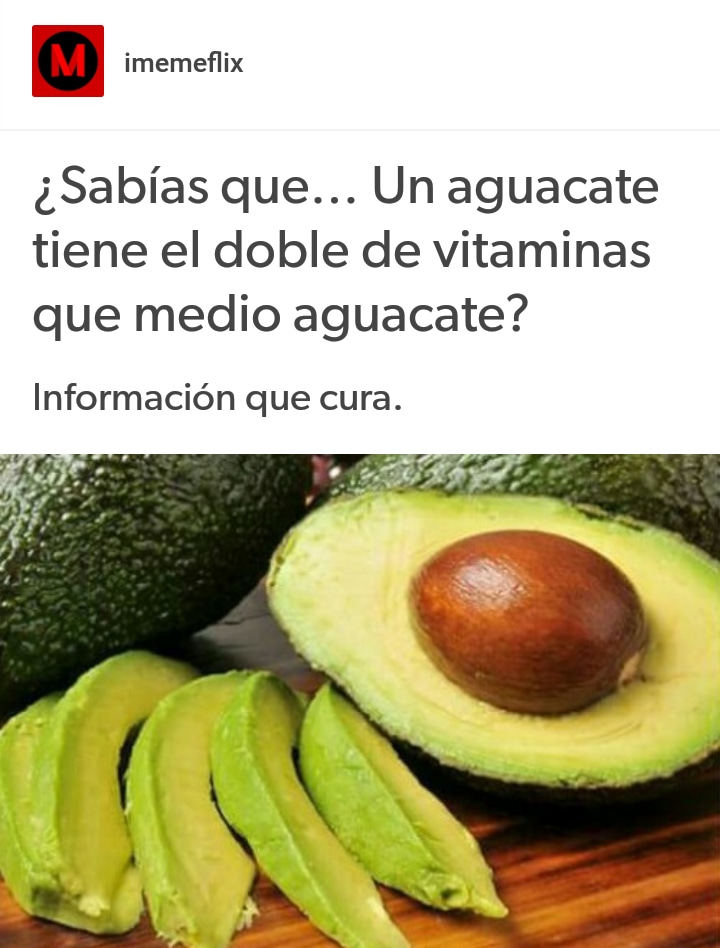 M
imemeflix
¿Sabías que... Un aguacate
tiene el doble de vitaminas
que medio aguacate?
Información que cura.